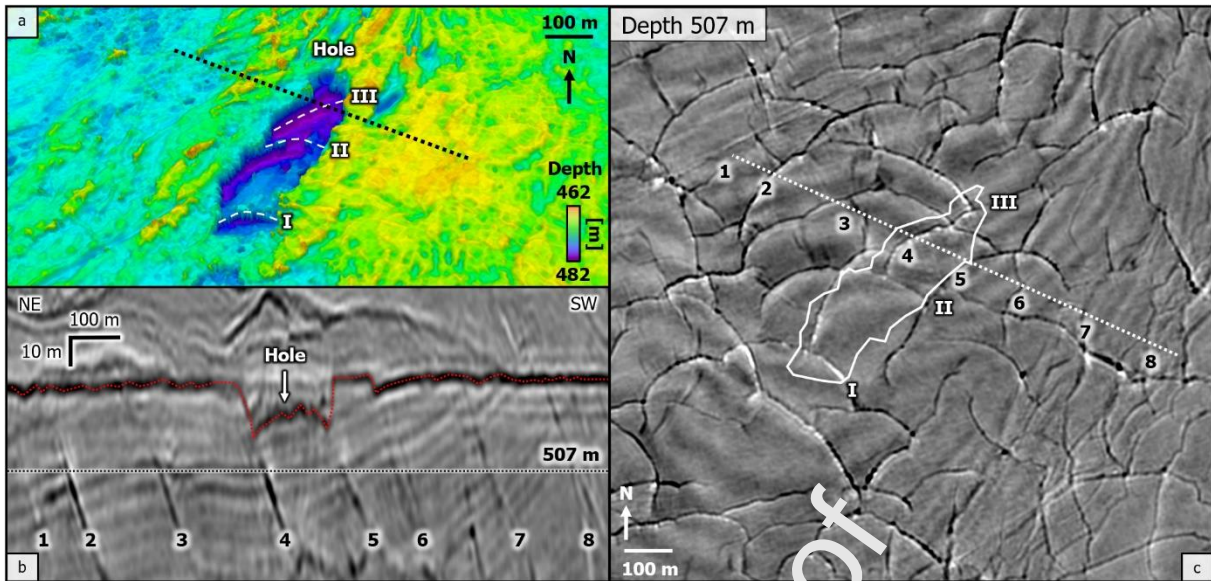 a
100 m
Hole
N
III
II
I
Depth
462
[m]
482
NE
SW
100 m
10 m
Hole
507 m
1 2 3 4 5 6 7 8
b
Depth 507 m
1
2
3
III
4
5
II
6
7
8
I
N
100 m
of
c